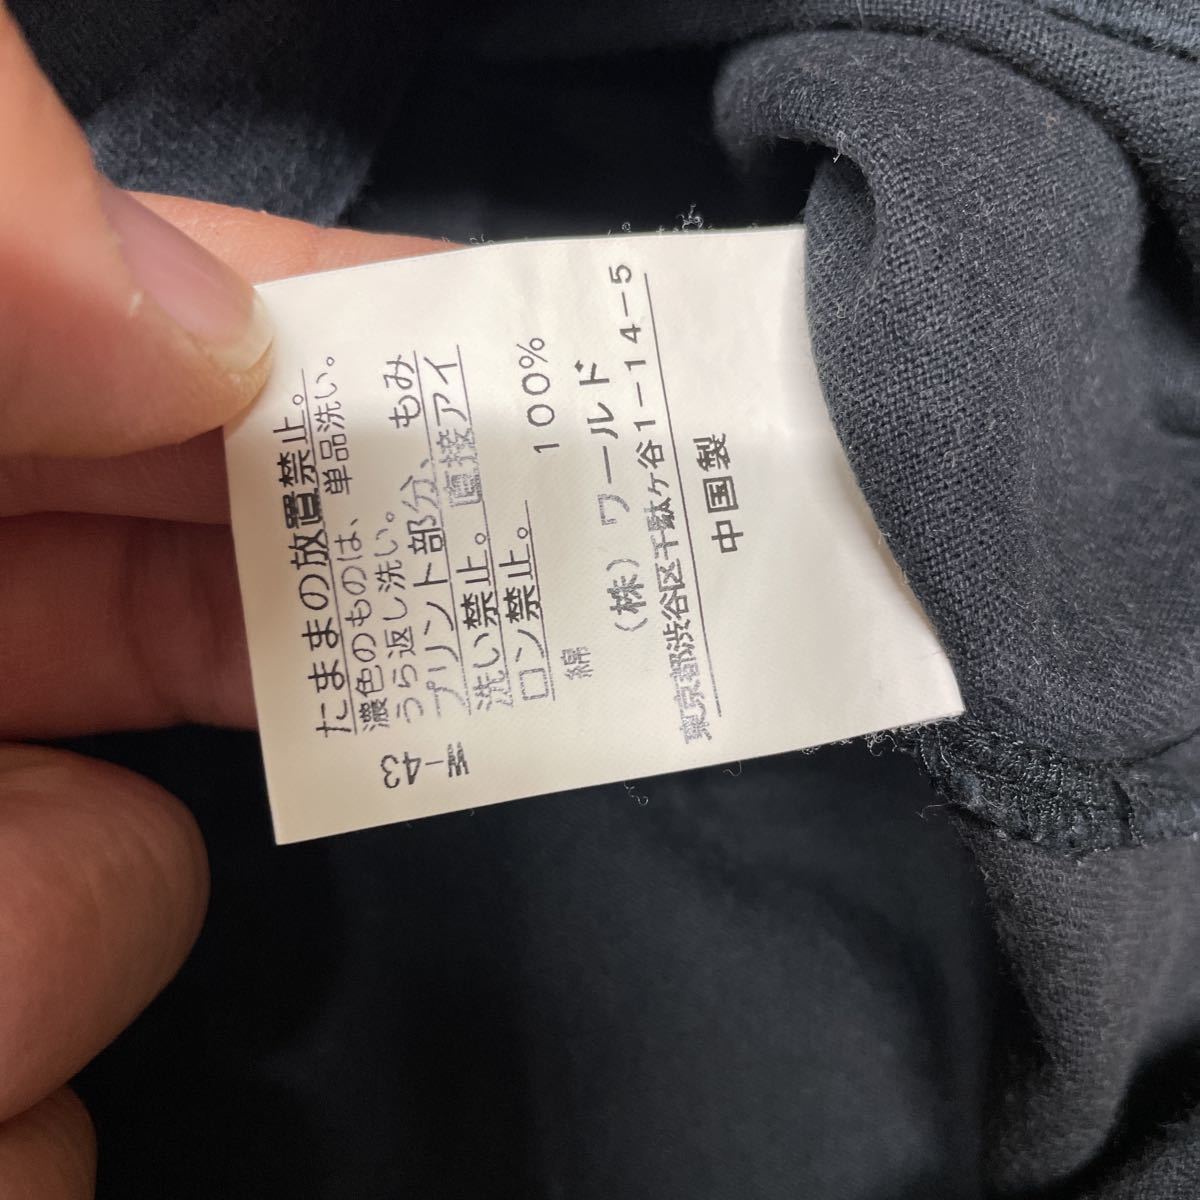 たままの放置禁止。
濃色のものは、単品洗い。
うら返し洗い。 もみ
プリント部分、直接アイ
洗い禁止。
ロン禁止。
綿 100%
(株)ワールド
東京都渋谷区千駄ヶ谷1-14-5
中国製
43